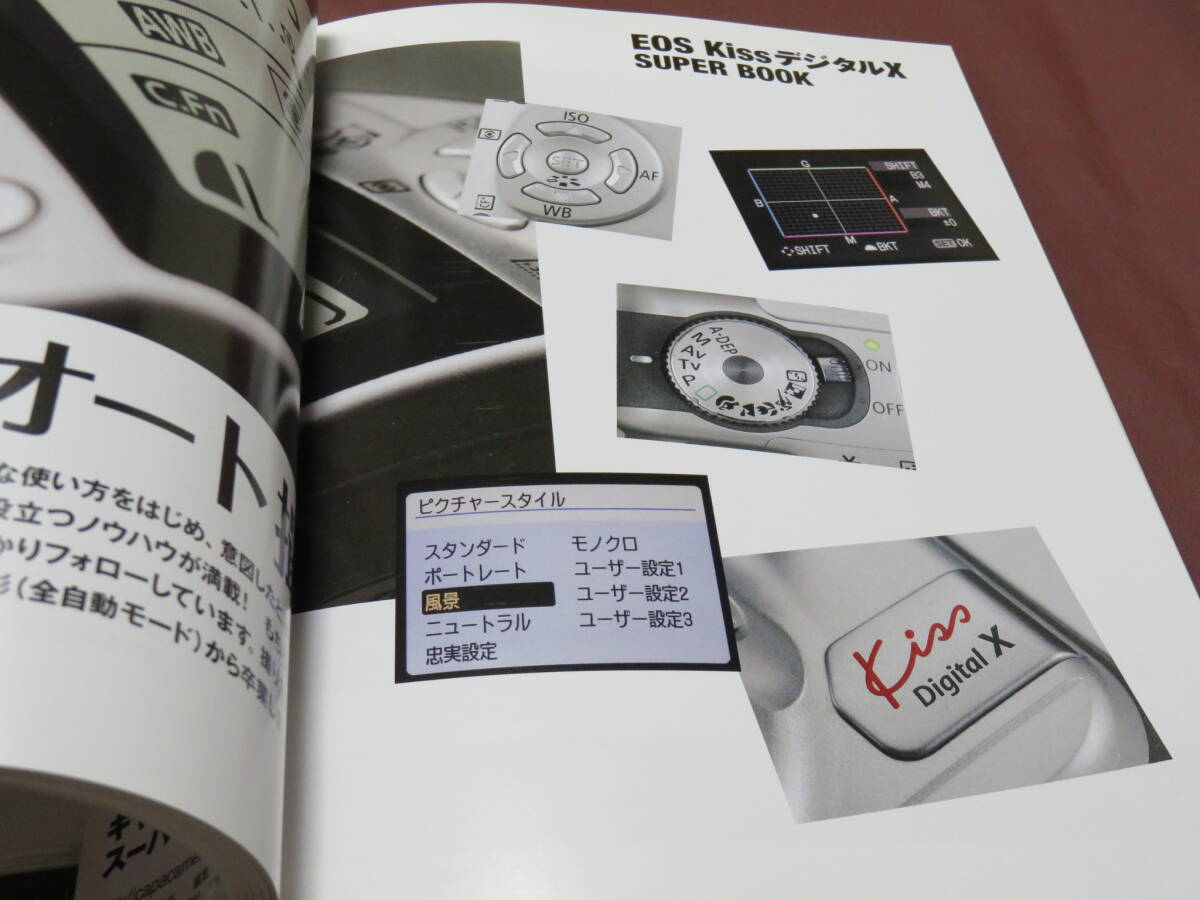 AWB
C.Fn
オート
な使い方をはじめ、意図した
役立つノウハウが満載!
かりフォローしています。
(全自動モード)から卒業し
スーパ
EOS KissデジタルX
SUPER BOOK
ISO
SET
AF
WB
G
B
A
M
SHIFT
B3
M4
BKT
±0
SHIFT
BKT
SET OK
A-DEP
M
Av
Tv
P
ON
OFF
ピクチャースタイル
スタンダード
ポートレート
風景
ニュートラル
忠実設定
モノクロ
ユーザー設定1
ユーザー設定2
ユーザー設定3
Kiss
Digital X